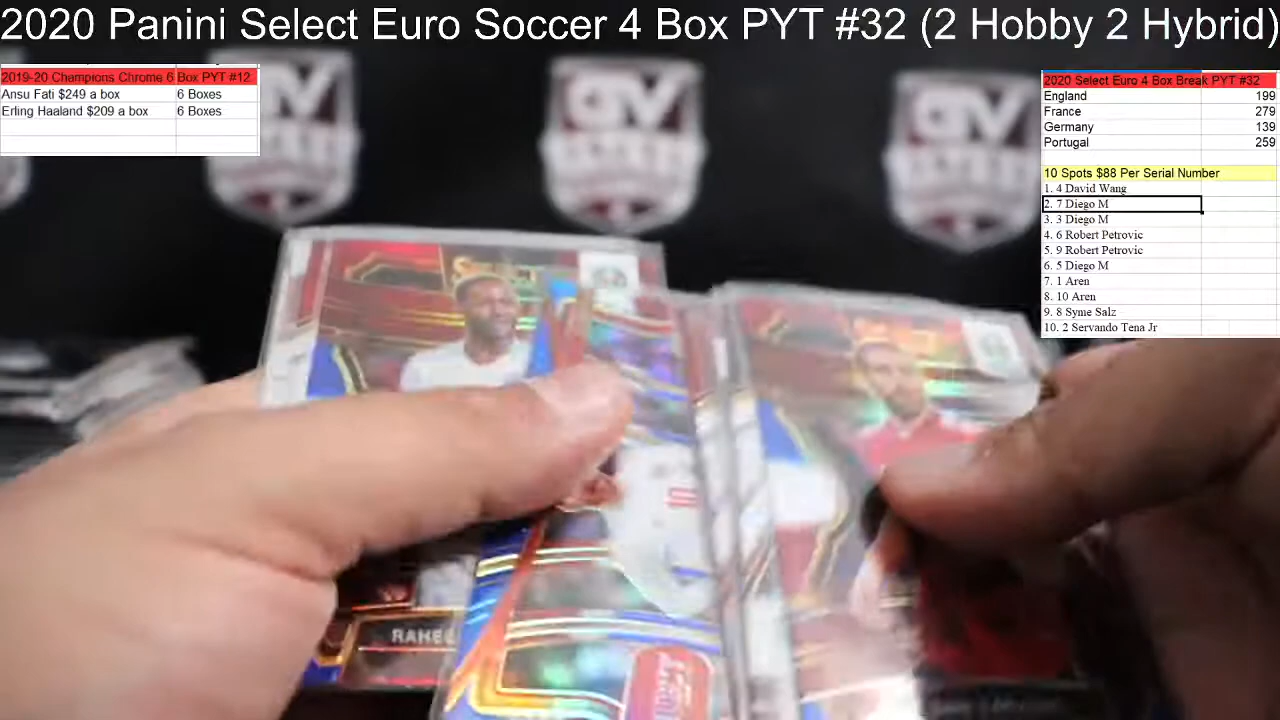 2020 Panini Select Euro Soccer 4 Box PYT #32 (2 Hobby 2 Hybrid)
2019-20 Champions Chrome 6 Box PYT #12
Ansu Fati $249 a box 6 Boxes
Erling Haaland $209 a box 6 Boxes
2020 Select Euro 4 Box Break PYT #32
England 199
France 279
Germany 139
Portugal 259
10 Spots $88 Per Serial Number
1. 4 David Wang
2. 7 Diego M
3. 3 Diego M
4. 6 Robert Petrovic
5. 9 Robert Petrovic
6. 5 Diego M
7. 1 Aren
8. 10 Aren
9. 8 Syme Salz
10. 2 Servando Tena Jr
GV
SELECT
RAHEE